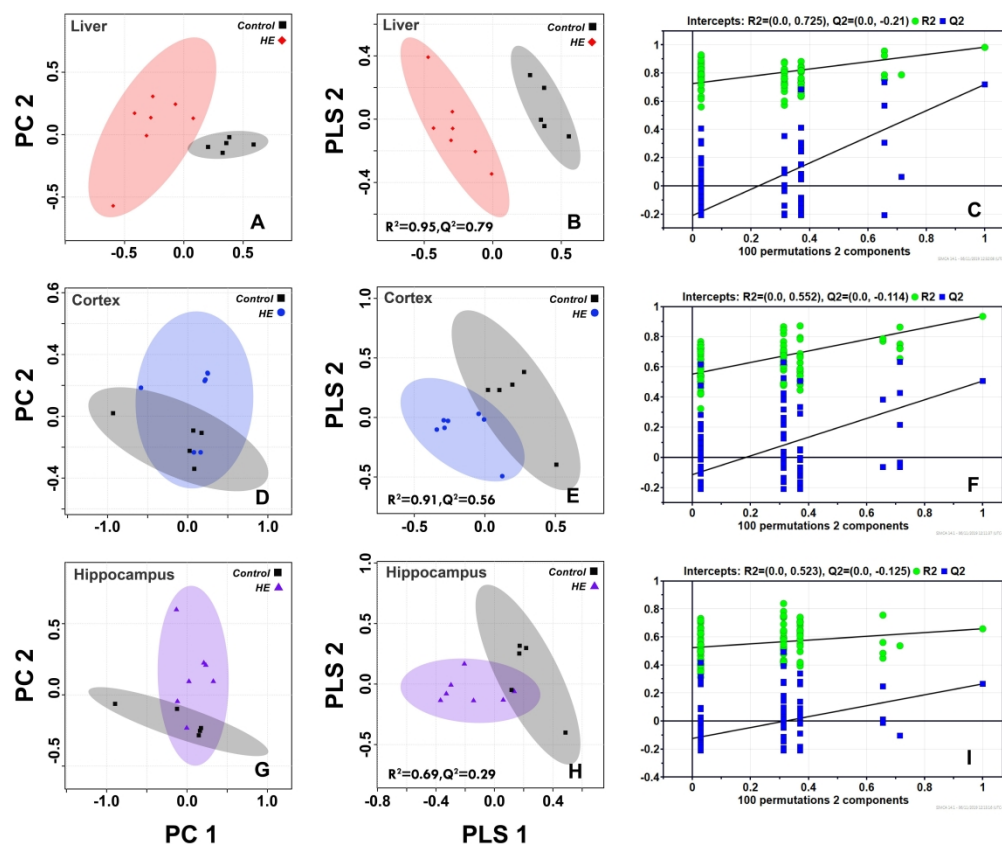 Liver
Control
HE
PC 2
0.5
0.0
-0.5
-0.5
0.0
0.5
A
Liver
Control
HE
PLS 2
0.4
0.0
-0.4
-0.5
0.0
0.5
R²=0.95,Q²=0.79
B
Intercepts: R2=(0.0, 0.725), Q2=(0.0, -0.21) R2 Q2
1
0.8
0.6
0.4
0.2
0
-0.2
0
0.2
0.4
0.6
0.8
1
100 permutations 2 components
C
Cortex
Control
HE
PC 2
0.6
0.2
0.0
-0.4
-1.0
0.0
1.0
D
Cortex
Control
HE
PLS 2
1.0
0.5
0.0
-0.5
-0.5
0.0
0.5
1.0
R²=0.91,Q²=0.56
E
Intercepts: R2=(0.0, 0.552), Q2=(0.0, -0.114) R2 Q2
1
0.8
0.6
0.4
0.2
0
-0.2
0
0.2
0.4
0.6
0.8
1
100 permutations 2 components
F
Hippocampus
Control
HE
PC 2
0.5
0.0
-0.5
-1.0
0.0
1.0
G
PC 1
Hippocampus
Control
HE
PLS 2
1.0
0.5
0.0
-0.5
-0.8
-0.4
0.0
0.4
0.8
R²=0.69,Q²=0.29
H
PLS 1
Intercepts: R2=(0.0, 0.523), Q2=(0.0, -0.125) R2 Q2
1
0.8
0.6
0.4
0.2
0
-0.2
-0.4
0
0.2
0.4
0.6
0.8
1
100 permutations 2 components
I